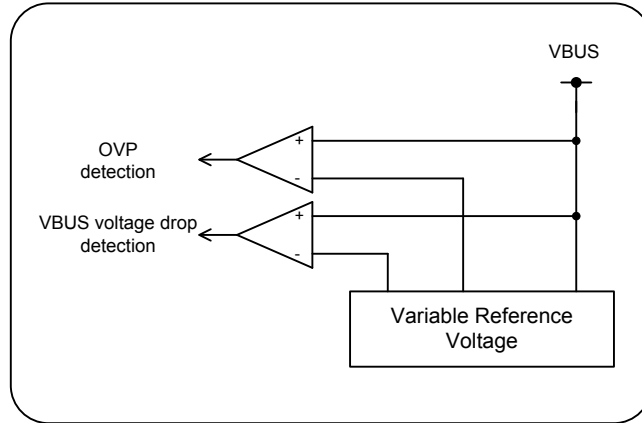 VBUS
OVP
detection
+
-
VBUS voltage drop
detection
+
-
Variable Reference
Voltage